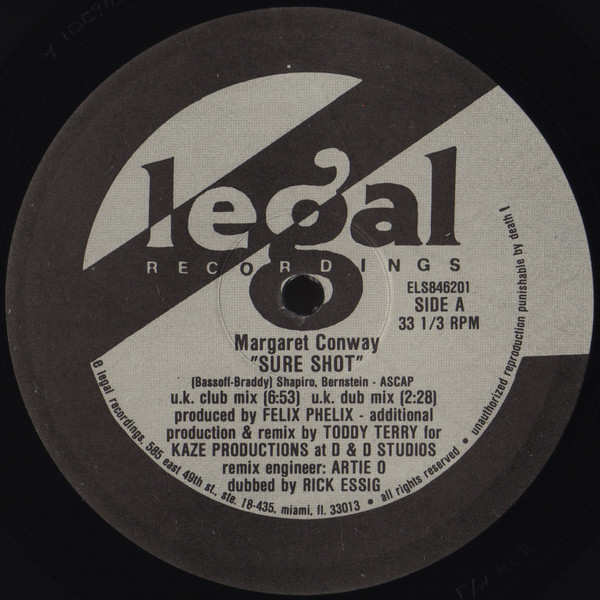 legal
RECORDINGS
ELS846201
SIDE A
33 1/3 RPM
Margaret Conway
"SURE SHOT"
(Bassoff-Braddy) Shapiro, Bernstein - ASCAP
u.k. club mix (6:53) u.k. dub mix (2:28)
produced by FELIX PHELIX - additional
production & remix by TODDY TERRY for
KAZE PRODUCTIONS at D & D STUDIOS
remix engineer: ARTIE O
dubbed by RICK ESSIG
℗ legal recordings, 585 east 49th st., ste. 18-435, miami, fl. 33013 • all rights reserved • unauthorized reproduction punishable by death !